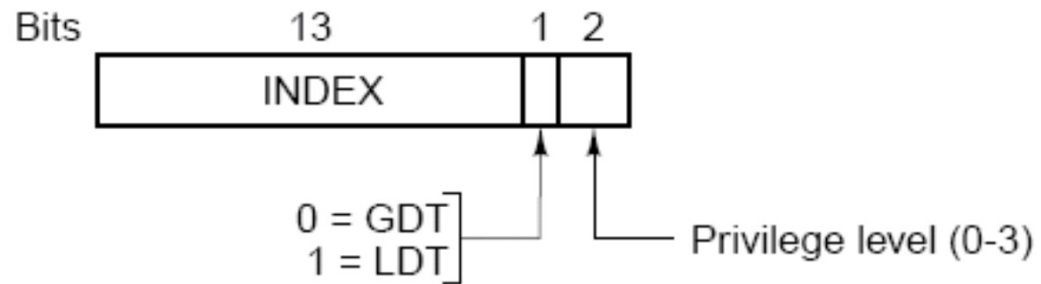 Bits 13 1 2
INDEX
0 = GDT
1 = LDT
Privilege level (0-3)